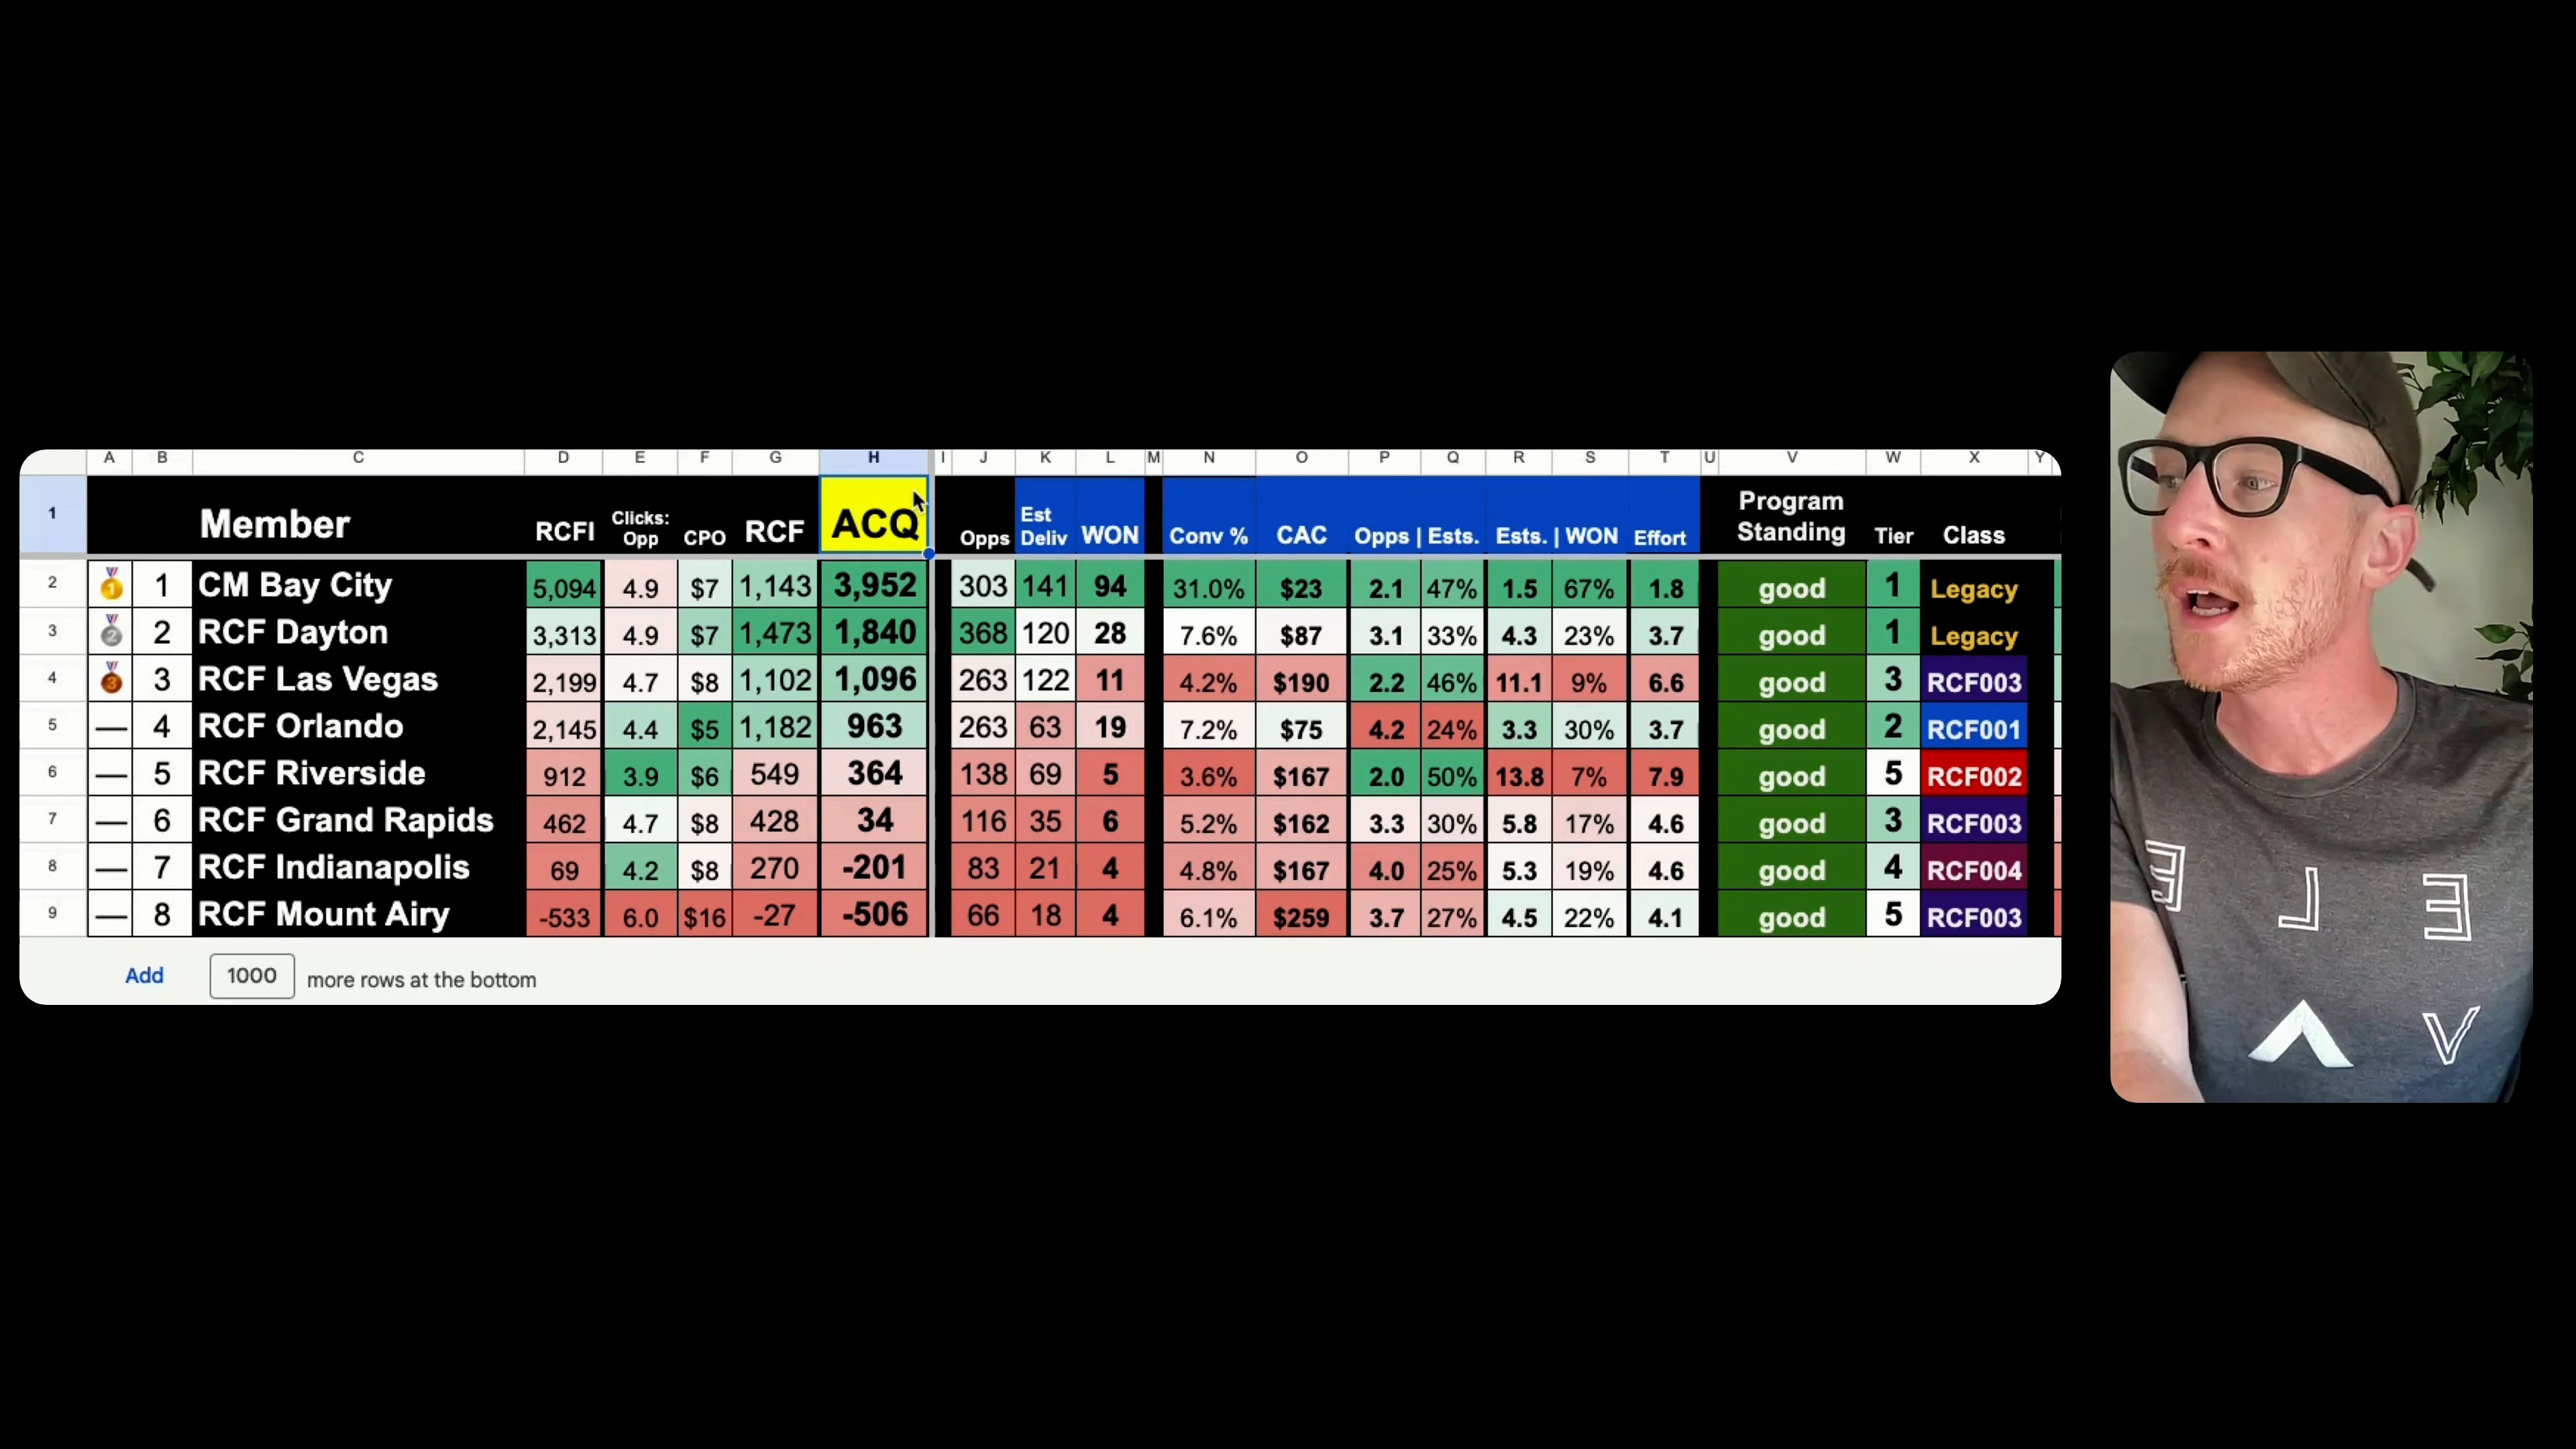 A B C D E F G H I J K L M N O P Q R S T U V W X Y
1 Member RCFI Clicks: Opp CPO RCF ACQ Opps Est Deliv WON Conv % CAC Opps | Ests. Ests. | WON Effort Program Standing Tier Class
2 1 1 CM Bay City 5,094 4.9 $7 1,143 3,952 303 141 94 31.0% $23 2.1 47% 1.5 67% 1.8 good 1 Legacy
3 2 2 RCF Dayton 3,313 4.9 $7 1,473 1,840 368 120 28 7.6% $87 3.1 33% 4.3 23% 3.7 good 1 Legacy
4 3 3 RCF Las Vegas 2,199 4.7 $8 1,102 1,096 263 122 11 4.2% $190 2.2 46% 11.1 9% 6.6 good 3 RCF003
5 — 4 RCF Orlando 2,145 4.4 $5 1,182 963 263 63 19 7.2% $75 4.2 24% 3.3 30% 3.7 good 2 RCF001
6 — 5 RCF Riverside 912 3.9 $6 549 364 138 69 5 3.6% $167 2.0 50% 13.8 7% 7.9 good 5 RCF002
7 — 6 RCF Grand Rapids 462 4.7 $8 428 34 116 35 6 5.2% $162 3.3 30% 5.8 17% 4.6 good 3 RCF003
8 — 7 RCF Indianapolis 69 4.2 $8 270 -201 83 21 4 4.8% $167 4.0 25% 5.3 19% 4.6 good 4 RCF004
9 — 8 RCF Mount Airy -533 6.0 $16 -27 -506 66 18 4 6.1% $259 3.7 27% 4.5 22% 4.1 good 5 RCF003
Add 1000 more rows at the bottom